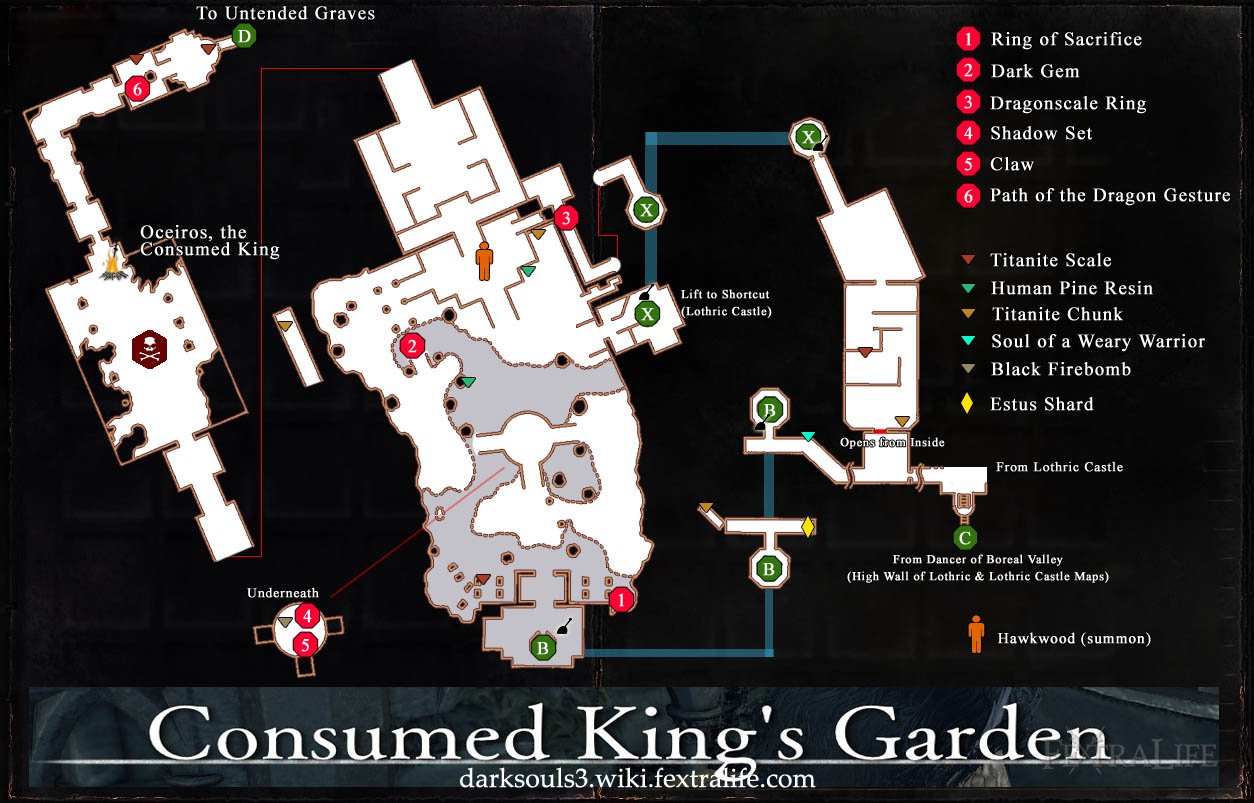 To Untended Graves
D
1 Ring of Sacrifice
2 Dark Gem
3 Dragonscale Ring
4 Shadow Set
5 Claw
6 Path of the Dragon Gesture
6
X
X
3
Oceiros, the
Consumed King
Titanite Scale
Human Pine Resin
Titanite Chunk
Soul of a Weary Warrior
Black Firebomb
Estus Shard
Lift to Shortcut
(Lothric Castle)
X
2
B
Opens from Inside
From Lothric Castle
C
From Dancer of Boreal Valley
(High Wall of Lothric & Lothric Castle Maps)
B
Underneath
4
5
1
B
Hawkwood (summon)
Consumed King's Garden
FEXTRALIFE
darksouls3.wiki.fextralife.com